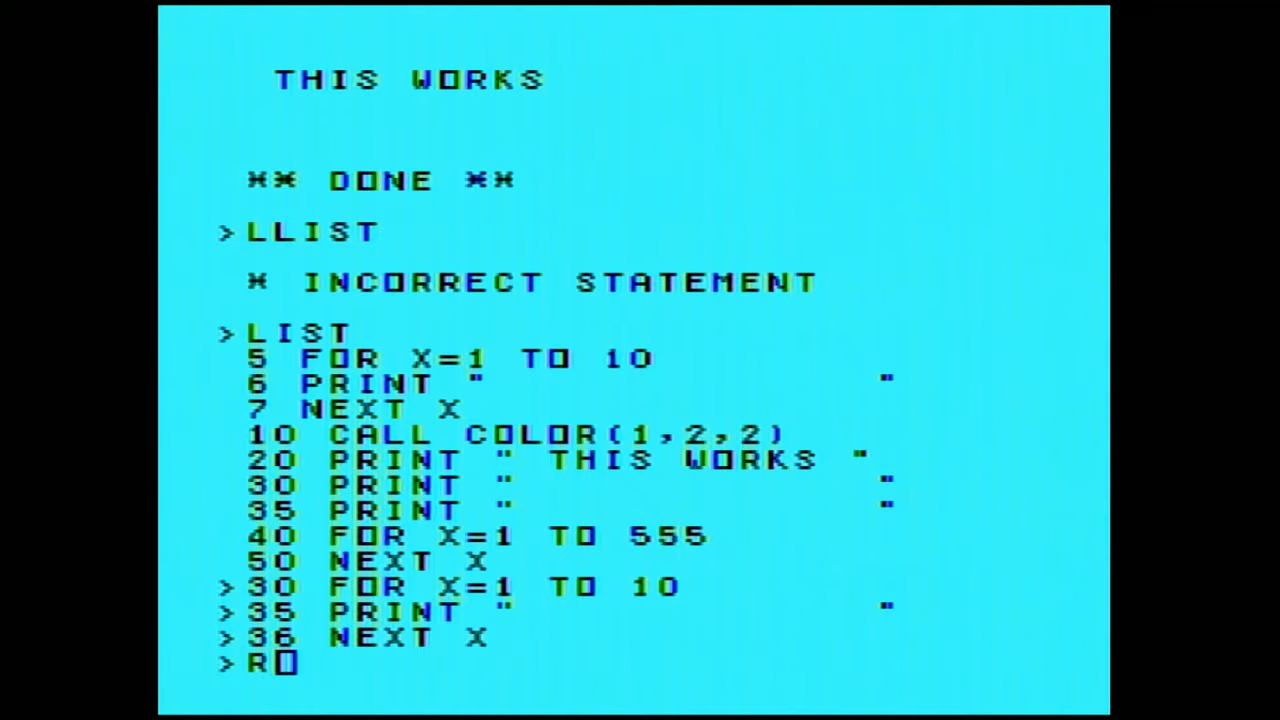 THIS WORKS
** DONE **
>LLIST
* INCORRECT STATEMENT
>LIST
5 FOR X=1 TO 10
6 PRINT "                "
7 NEXT X
10 CALL COLOR(1,2,2)
20 PRINT " THIS WORKS "
30 PRINT "               "
35 PRINT "               "
40 FOR X=1 TO 555
50 NEXT X
>30 FOR X=1 TO 10
>35 PRINT "               "
>36 NEXT X
>R